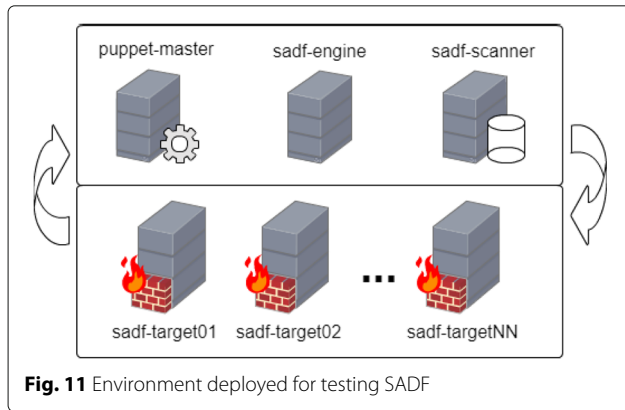 puppet-master sadf-engine sadf-scanner
sadf-target01 sadf-target02 ... sadf-targetNN
Fig. 11 Environment deployed for testing SADF